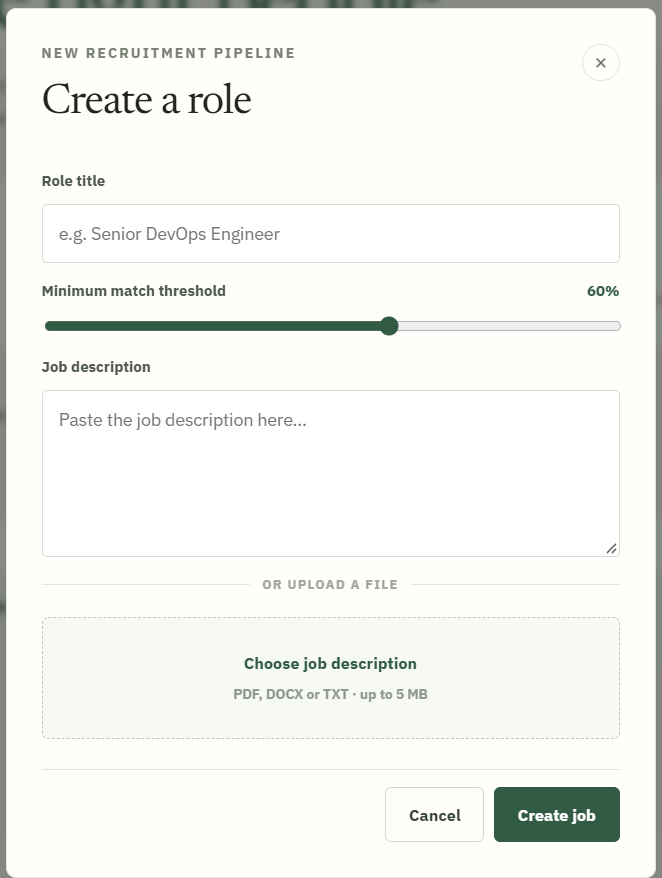 NEW RECRUITMENT PIPELINE
Create a role
Role title
e.g. Senior DevOps Engineer
Minimum match threshold 60%
Job description
Paste the job description here...
OR UPLOAD A FILE
Choose job description
PDF, DOCX or TXT · up to 5 MB
Cancel Create job